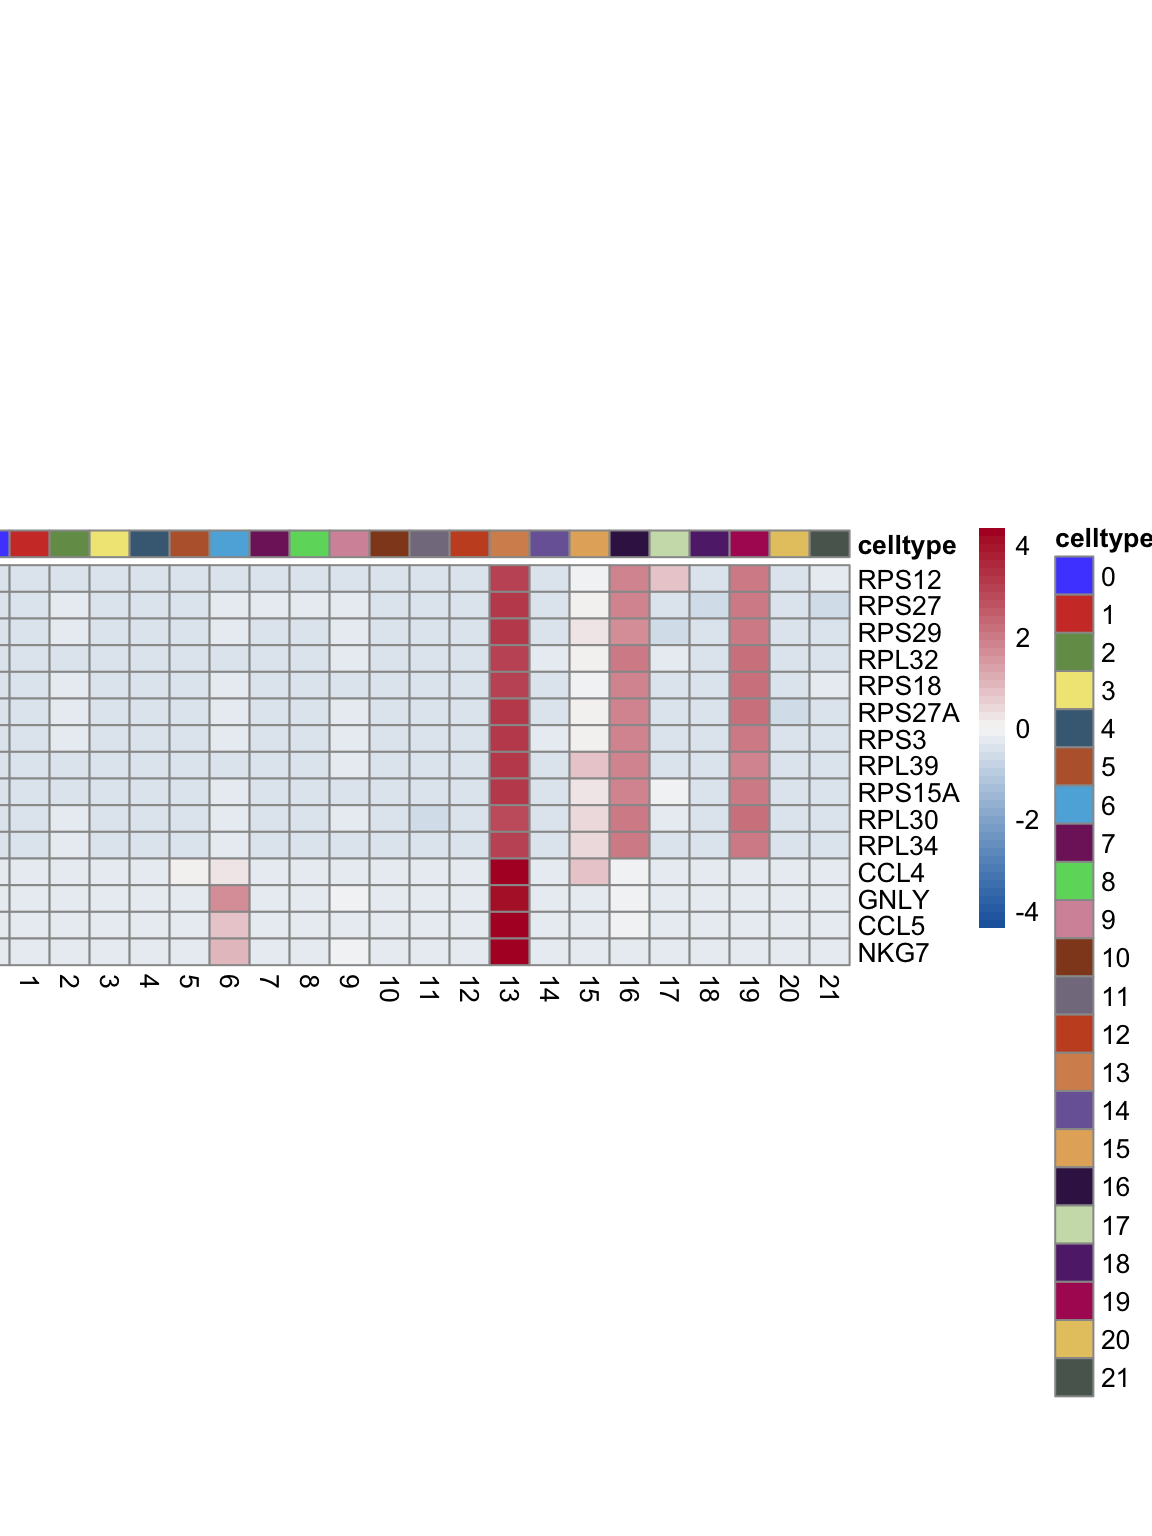 celltype
RPS12
RPS27
RPS29
RPL32
RPS18
RPS27A
RPS3
RPL39
RPS15A
RPL30
RPL34
CCL4
GNLY
CCL5
NKG7
1 2 3 4 5 6 7 8 9 10 11 12 13 14 15 16 17 18 19 20 21
4
2
0
-2
-4
celltype
0
1
2
3
4
5
6
7
8
9
10
11
12
13
14
15
16
17
18
19
20
21